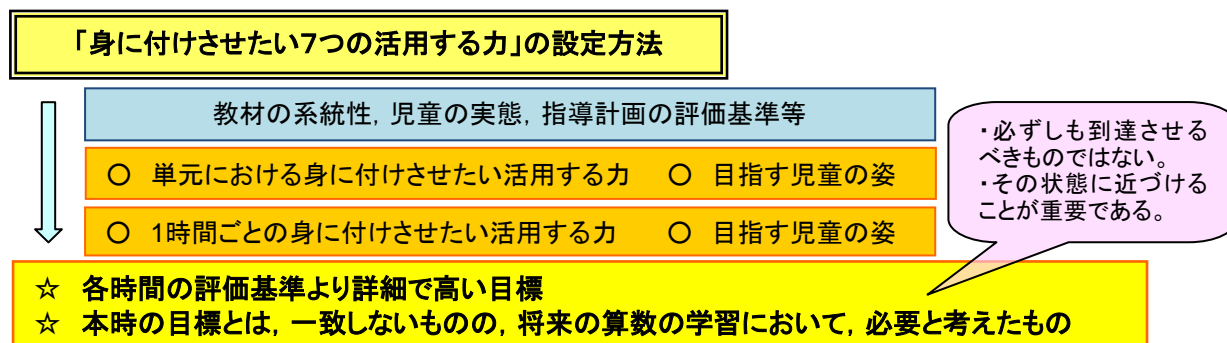 「身に付けさせたい7つの活用する力」の設定方法
教材の系統性，児童の実態，指導計画の評価基準等
○ 単元における身に付けさせたい活用する力 ○ 目指す児童の姿
○ 1時間ごとの身に付けさせたい活用する力 ○ 目指す児童の姿
・必ずしも到達させる
べきものではない。
・その状態に近づける
ことが重要である。
☆ 各時間の評価基準より詳細で高い目標
☆ 本時の目標とは，一致しないものの，将来の算数の学習において，必要と考えたもの